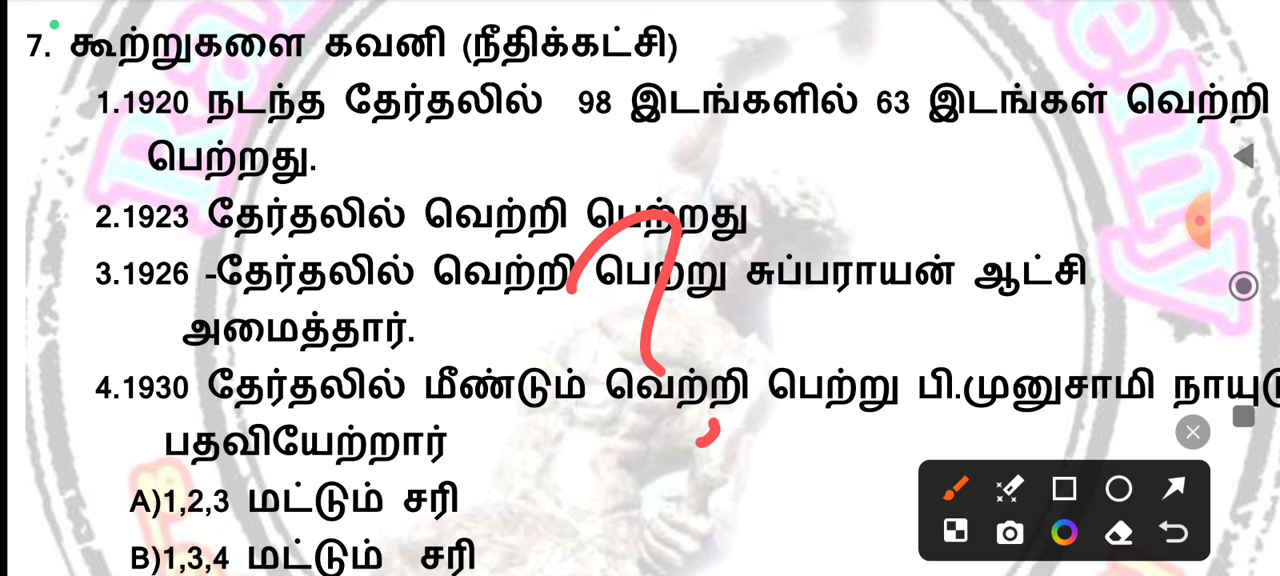 7. கூற்றுகளை கவனி (நீதிக்கட்சி)
1.1920 நடந்த தேர்தலில் 98 இடங்களில் 63 இடங்கள் வெற்றி
பெற்றது.
2.1923 தேர்தலில் வெற்றி பெற்றது
3.1926 -தேர்தலில் வெற்றி பெற்று சுப்பராயன் ஆட்சி
அமைத்தார்.
4.1930 தேர்தலில் மீண்டும் வெற்றி பெற்று பி.முனுசாமி நாயுடு
பதவியேற்றார்
A)1,2,3 மட்டும் சரி
B)1,3,4 மட்டும் சரி